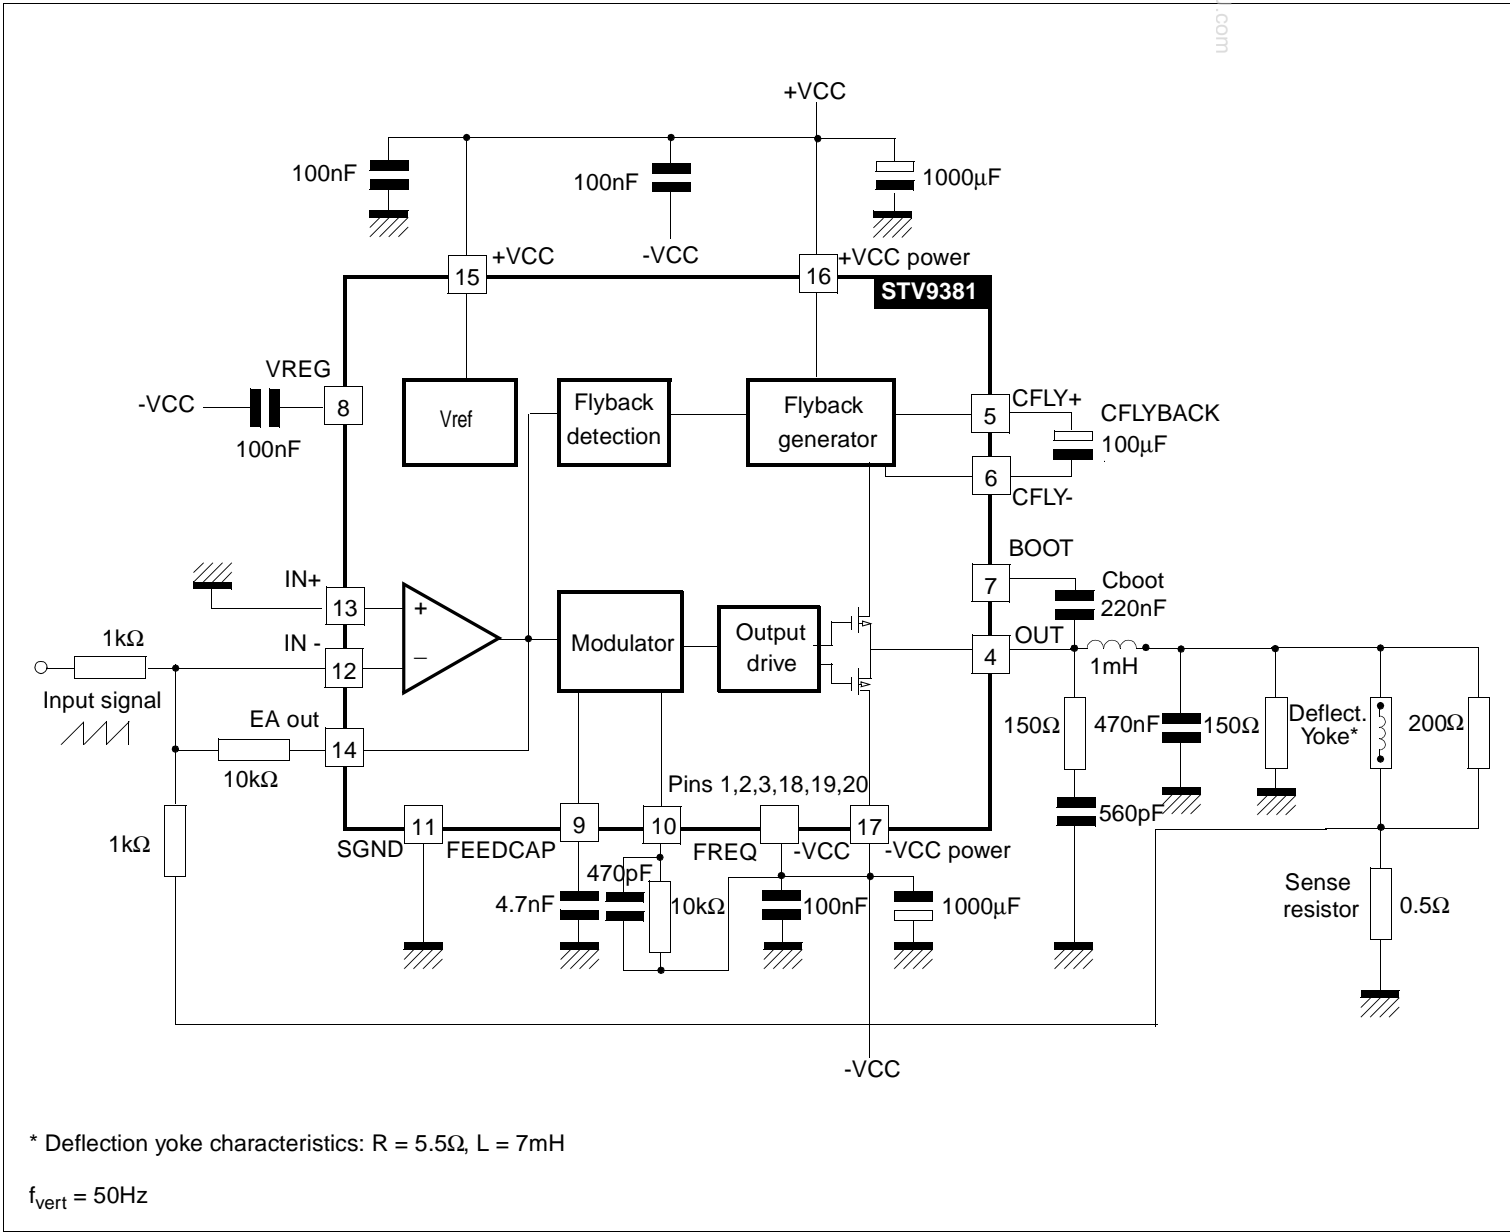 .com
+VCC
100nF
100nF
1000μF
+VCC
-VCC
+VCC power
15
16
STV9381
VREG
-VCC
8
100nF
Vref
Flyback
detection
Flyback
generator
CFLY+
5
CFLYBACK
100μF
6
CFLY-
BOOT
7
Cboot
220nF
IN+
13
+
1kΩ
IN -
12
−
Input signal
EA out
14
10kΩ
1kΩ
Modulator
Output
drive
OUT
4
1mH
150Ω
470nF
150Ω
Deflect.
Yoke*
200Ω
560pF
Pins 1,2,3,18,19,20
11
9
10
17
SGND
FEEDCAP
FREQ
-VCC
-VCC power
470pF
4.7nF
10kΩ
100nF
1000μF
Sense
resistor
0.5Ω
-VCC
* Deflection yoke characteristics: R = 5.5Ω, L = 7mH
fvert = 50Hz